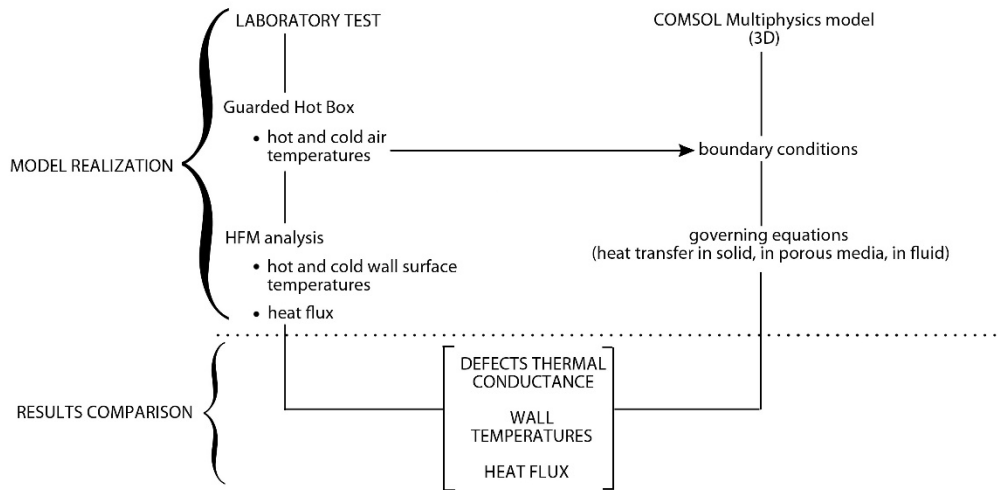 LABORATORY TEST
COMSOL Multiphysics model
(3D)
Guarded Hot Box
• hot and cold air
temperatures
boundary conditions
MODEL REALIZATION
HFM analysis
• hot and cold wall surface
temperatures
• heat flux
governing equations
(heat transfer in solid, in porous media, in fluid)
RESULTS COMPARISON
DEFECTS THERMAL
CONDUCTANCE
WALL
TEMPERATURES
HEAT FLUX